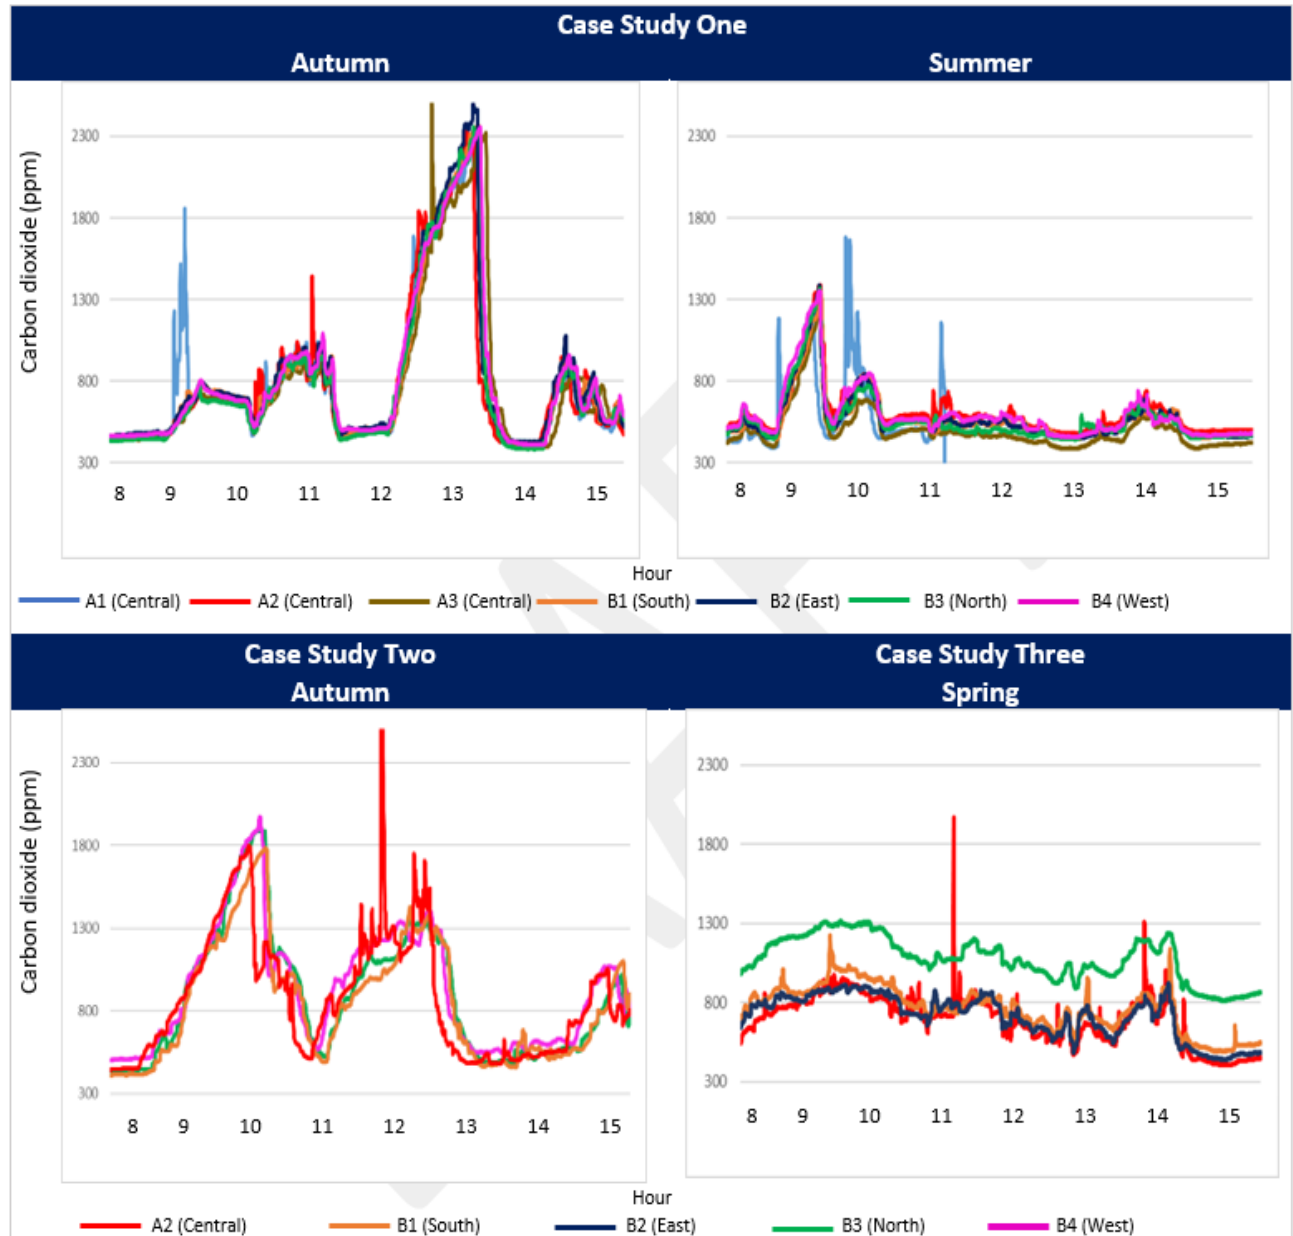 Case Study One
Autumn Summer
Carbon dioxide (ppm)
2300
1800
1300
800
300
8 9 10 11 12 13 14 15
2300
1800
1300
800
300
8 9 10 11 12 13 14 15
Hour
A1 (Central) A2 (Central) A3 (Central) B1 (South) B2 (East) B3 (North) B4 (West)
Case Study Two Case Study Three
Autumn Spring
Carbon dioxide (ppm)
2300
1800
1300
800
300
8 9 10 11 12 13 14 15
2300
1800
1300
800
300
8 9 10 11 12 13 14 15
Hour
A2 (Central) B1 (South) B2 (East) B3 (North) B4 (West)